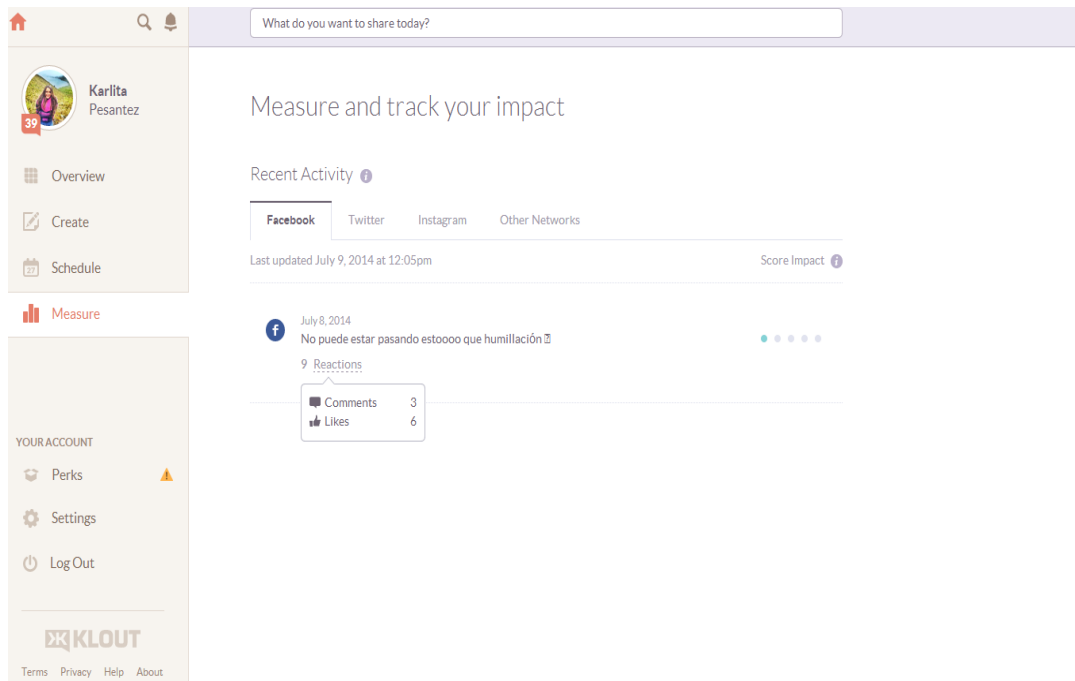 What do you want to share today?
Karlita
Pesantez
39
Overview
Create
27
Schedule
Measure
YOUR ACCOUNT
Perks
Settings
Log Out
KLOUT
Terms Privacy Help About
Measure and track your impact
Recent Activity
Facebook Twitter Instagram Other Networks
Last updated July 9, 2014 at 12:05pm Score Impact
July 8, 2014
No puede estar pasando estoooo que humillación
9 Reactions
Comments 3
Likes 6